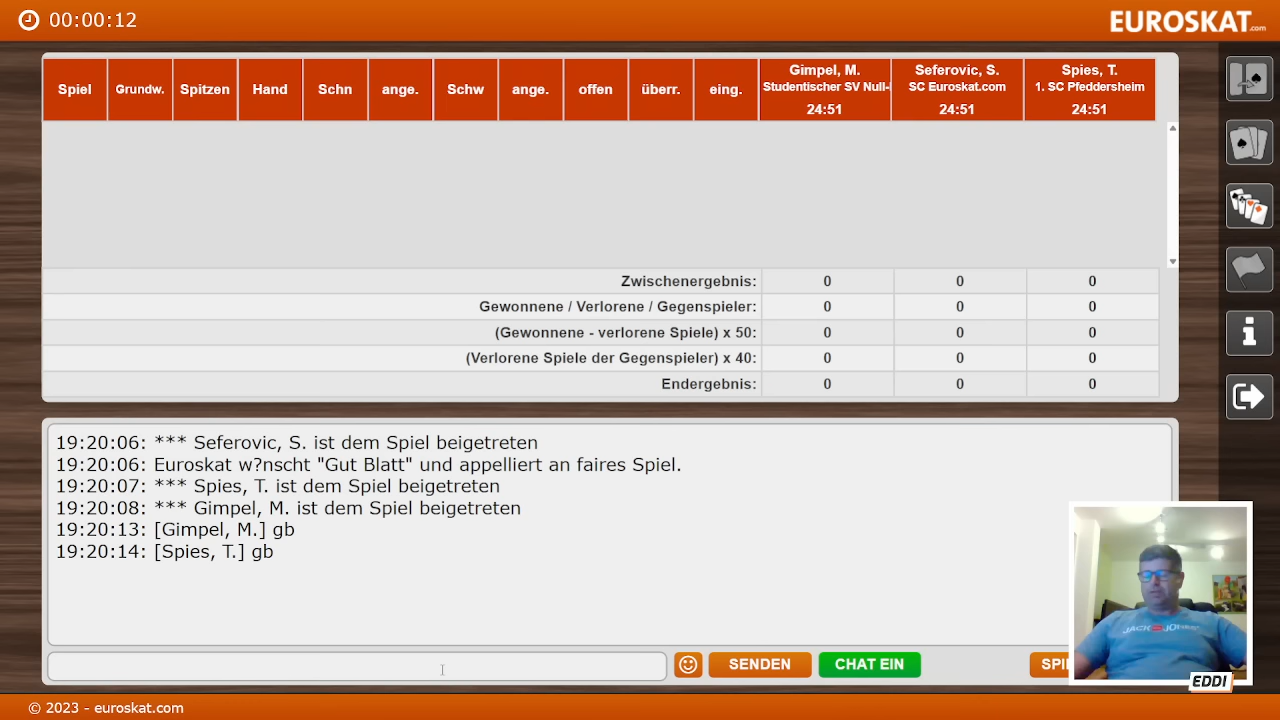 00:00:12
EUROSKAT.com
Spiel Grundw. Spitzen Hand Schn ange. Schw ange. offen überr. eing.
Gimpel, M. Seferovic, S. Spies, T.
Studentischer SV Null- SC Euroskat.com 1. SC Pfeddersheim
24:51 24:51 24:51
Zwischenergebnis: 0 0 0
Gewonnene / Verlorene / Gegenspieler: 0 0 0
(Gewonnene - verlorene Spiele) x 50: 0 0 0
(Verlorene Spiele der Gegenspieler) x 40: 0 0 0
Endergebnis: 0 0 0
19:20:06: *** Seferovic, S. ist dem Spiel beigetreten
19:20:06: Euroskat w?nscht "Gut Blatt" und appelliert an faires Spiel.
19:20:07: *** Spies, T. ist dem Spiel beigetreten
19:20:08: *** Gimpel, M. ist dem Spiel beigetreten
19:20:13: [Gimpel, M.] gb
19:20:14: [Spies, T.] gb
JACK JONES
SENDEN CHAT EIN
EDDI
© 2023 - euroskat.com